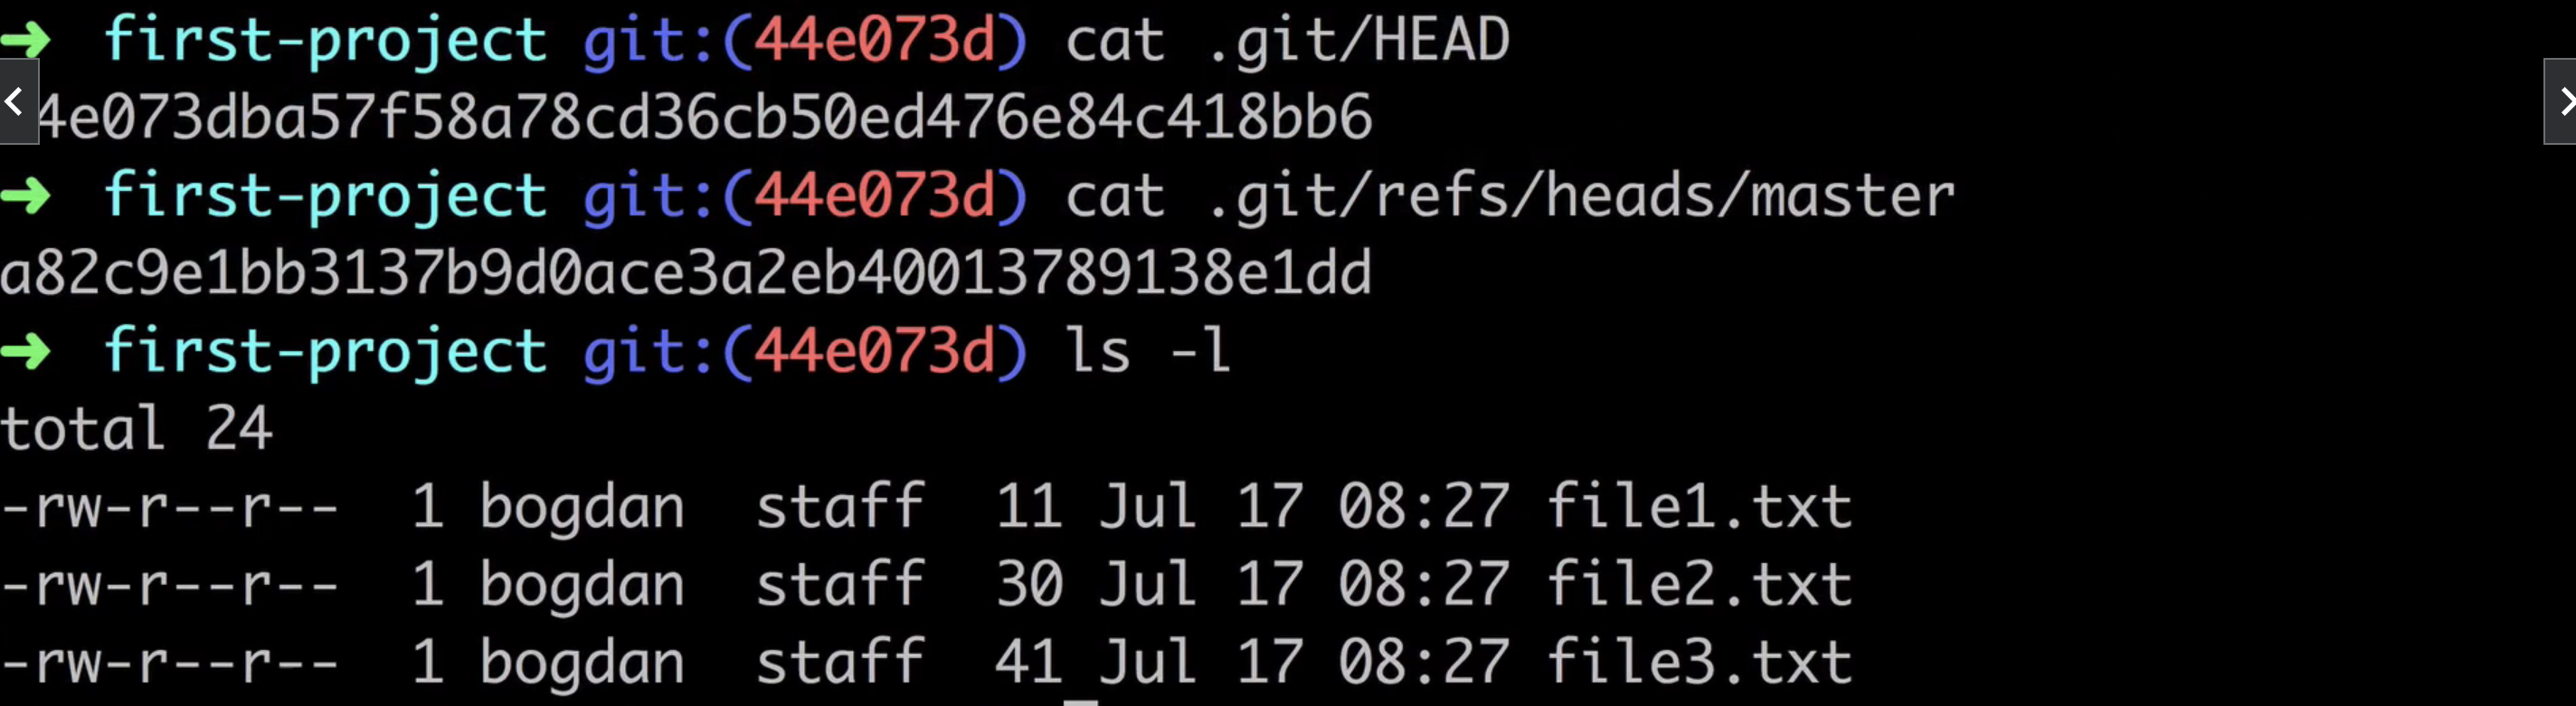 ➜ first-project git:(44e073d) cat .git/HEAD
4e073dba57f58a78cd36cb50ed476e84c418bb6
➜ first-project git:(44e073d) cat .git/refs/heads/master
a82c9e1bb3137b9d0ace3a2eb40013789138e1dd
➜ first-project git:(44e073d) ls -l
total 24
-rw-r--r-- 1 bogdan staff 11 Jul 17 08:27 file1.txt
-rw-r--r-- 1 bogdan staff 30 Jul 17 08:27 file2.txt
-rw-r--r-- 1 bogdan staff 41 Jul 17 08:27 file3.txt